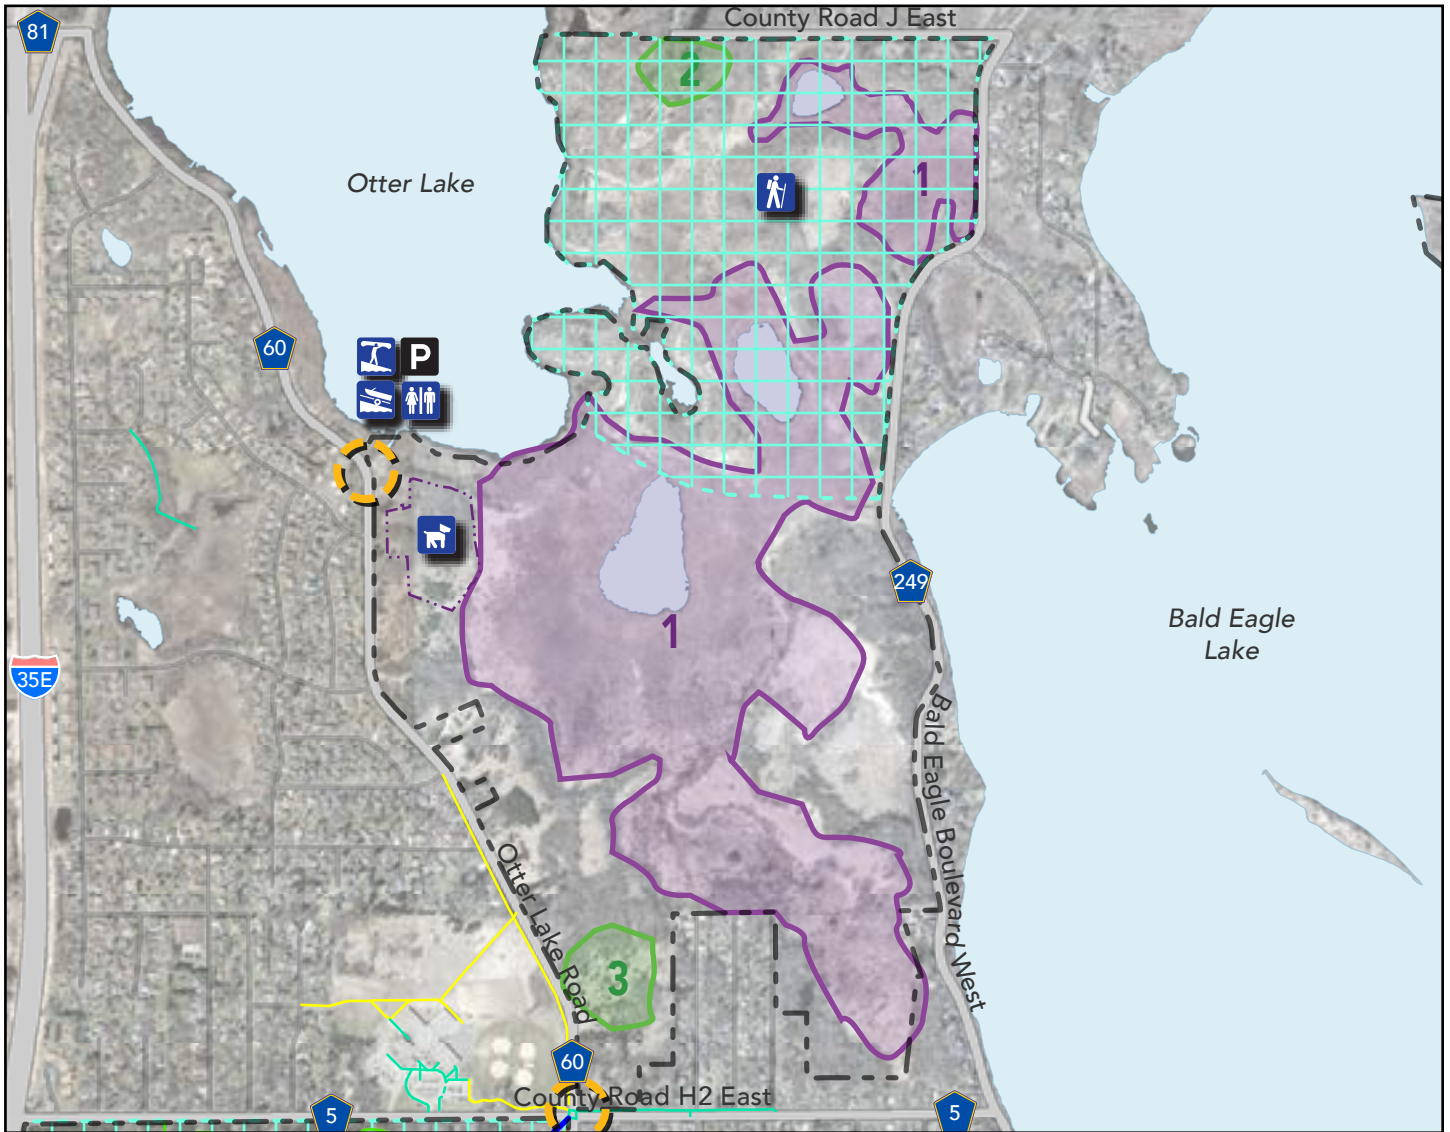 81
County Road J East
2
Otter Lake
1
60
P
249
1
Bald Eagle
Lake
35E
Bald Eagle Boulevard West
Otter Lake Road
3
60
County Road H2 East
5
5